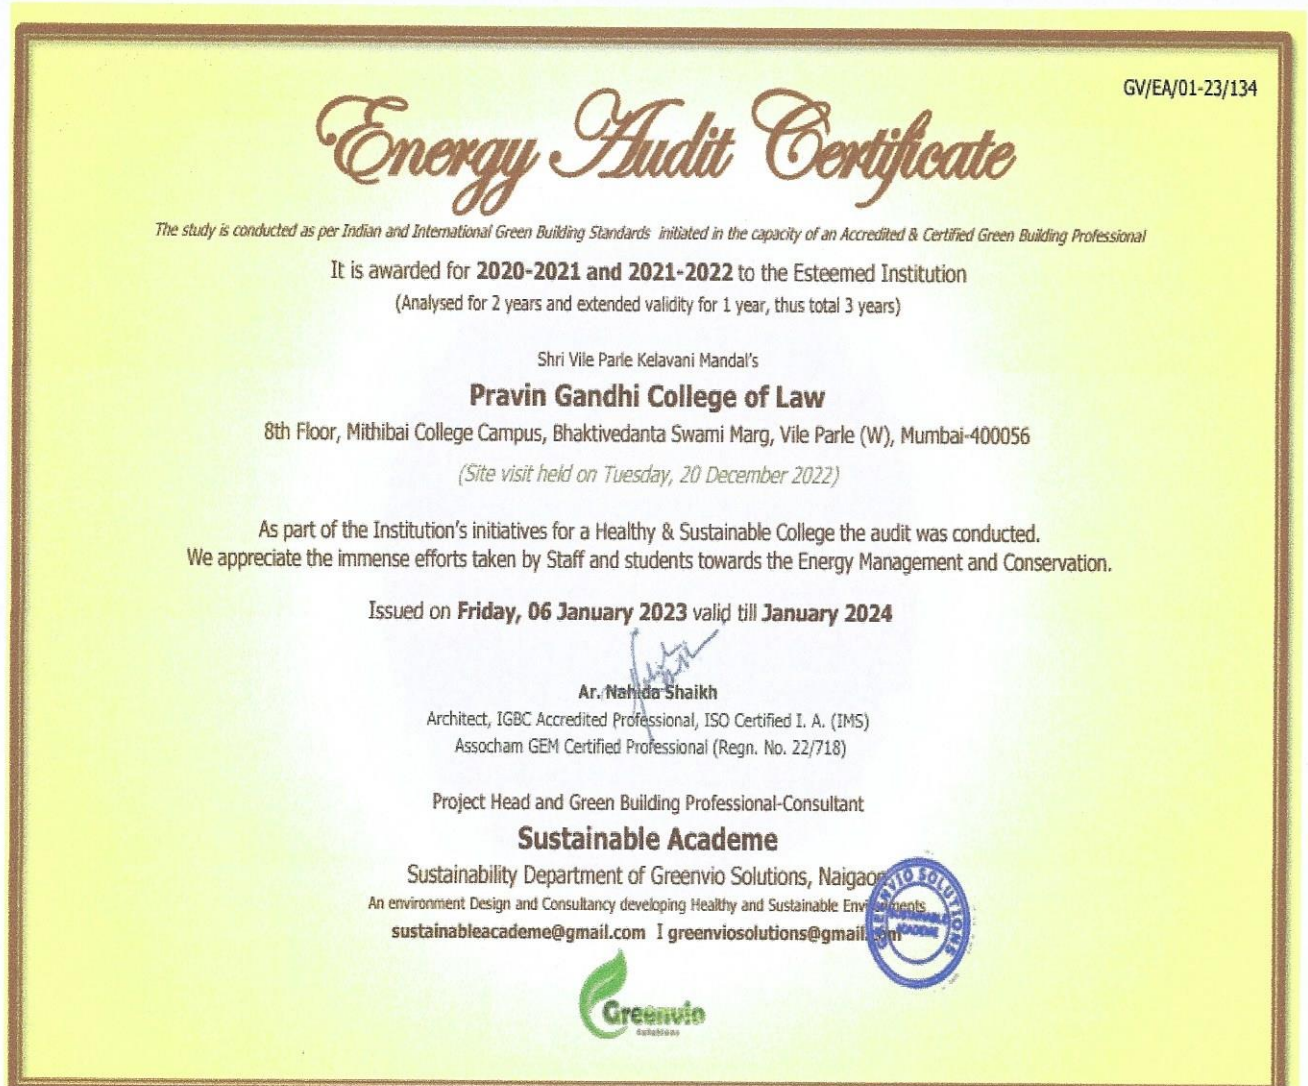 GV/EA/01-23/134
Energy Audit Certificate
The study is conducted as per Indian and International Green Building Standards initiated in the capacity of an Accredited & Certified Green Building Professional
It is awarded for 2020-2021 and 2021-2022 to the Esteemed Institution
(Analysed for 2 years and extended validity for 1 year, thus total 3 years)
Shri Vile Parle Kelavani Mandal's
Pravin Gandhi College of Law
8th Floor, Mithibai College Campus, Bhaktivedanta Swami Marg, Vile Parle (W), Mumbai-400056
(Site visit held on Tuesday, 20 December 2022)
As part of the Institution's initiatives for a Healthy & Sustainable College the audit was conducted.
We appreciate the immense efforts taken by Staff and students towards the Energy Management and Conservation.
Issued on Friday, 06 January 2023 valid till January 2024
Ar. Nahida Shaikh
Architect, IGBC Accredited Professional, ISO Certified I. A. (IMS)
Assocham GEM Certified Professional (Regn. No. 22/718)
Project Head and Green Building Professional-Consultant
Sustainable Academe
Sustainability Department of Greenvio Solutions, Naigaon
An environment Design and Consultancy developing Healthy and Sustainable Environments
sustainableacademe@gmail.com I greenviosolutions@gmail.com
GREENVIO SOLUTIONS
SUSTAINABLE
ACADEME
Greenvio
Solutions